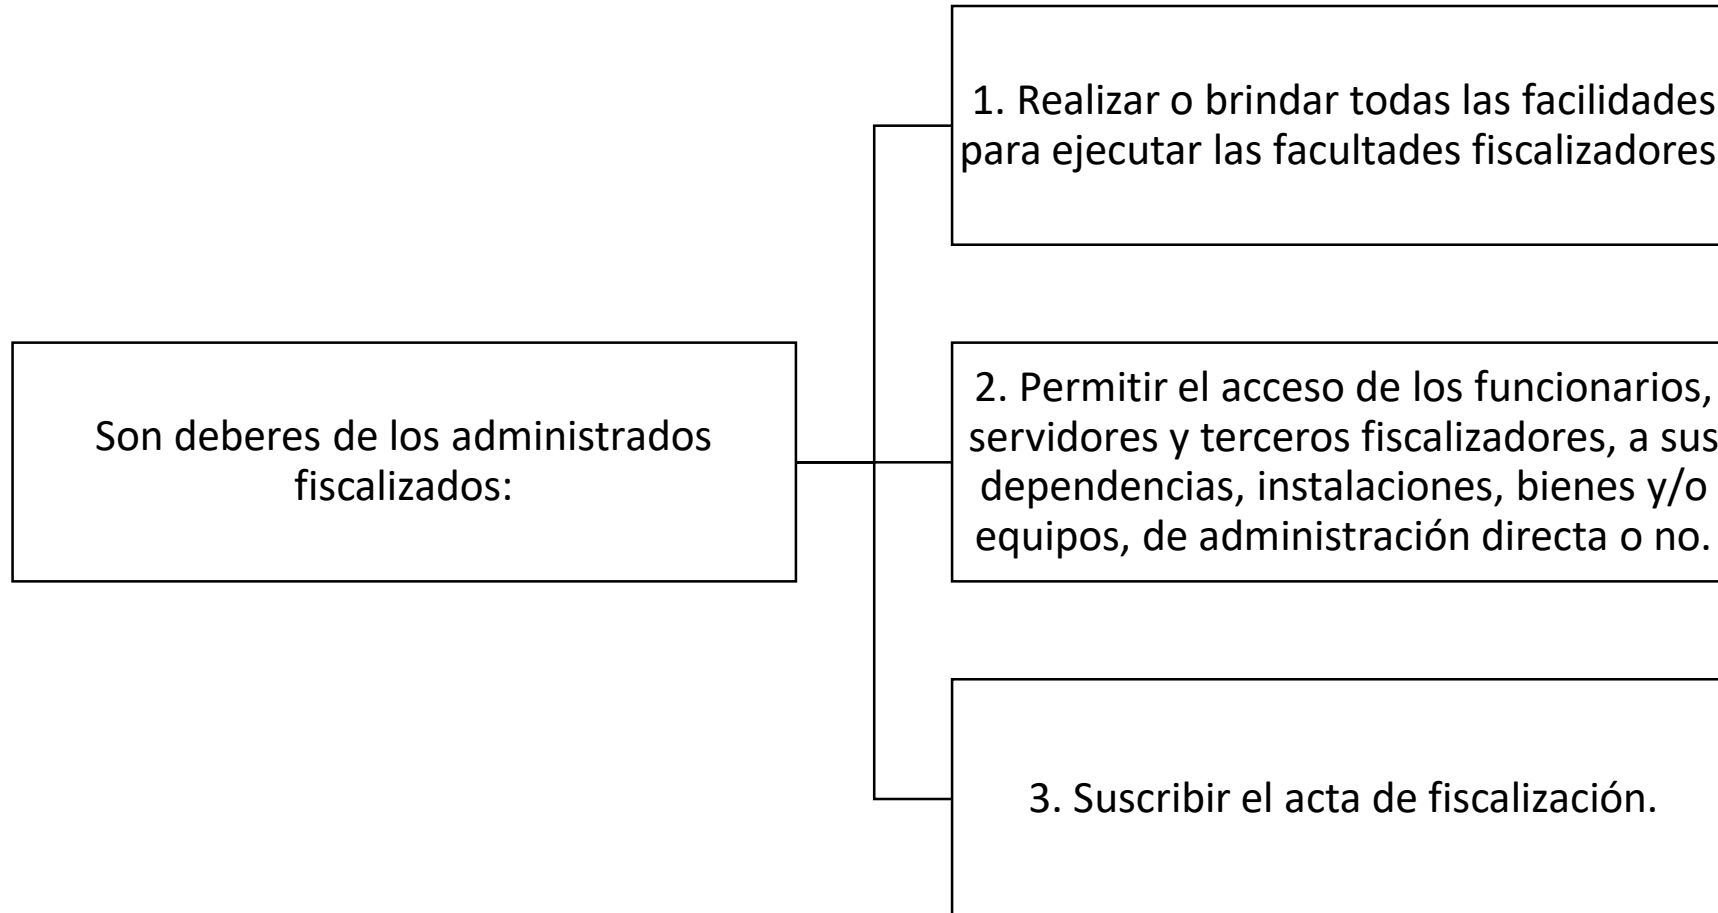 1. Realizar o brindar todas las facilidades
para ejecutar las facultades fiscalizadores
Son deberes de los administrados
fiscalizados:
2. Permitir el acceso de los funcionarios,
servidores y terceros fiscalizadores, a sus
dependencias, instalaciones, bienes y/o
equipos, de administración directa o no.
3. Suscribir el acta de fiscalización.